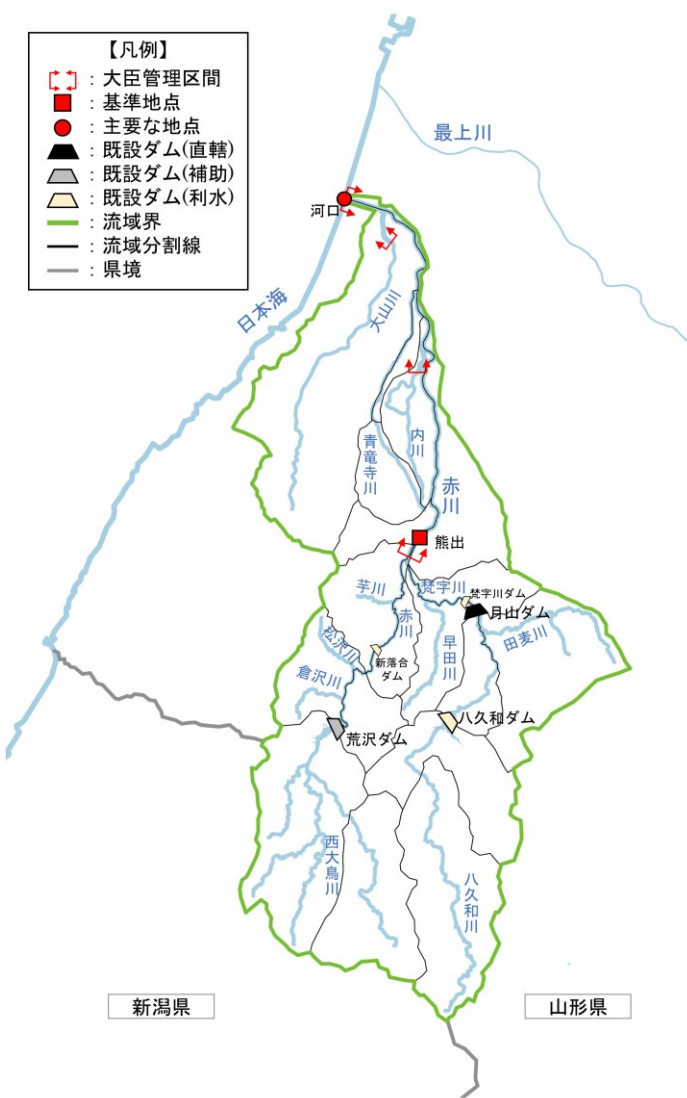 【凡例】
：大臣管理区間
：基準地点
：主要な地点
：既設ダム(直轄)
：既設ダム(補助)
：既設ダム(利水)
：流域界
：流域分割線
：県境
最上川
河口
日本海
大山川
内川
青竜寺川
赤川
熊出
梵字川
梵字川ダム
月山ダム
芋川
赤川
早田川
田麦川
松沢川
新落合
ダム
倉沢川
荒沢ダム
八久和ダム
西大鳥川
八久和川
新潟県
山形県